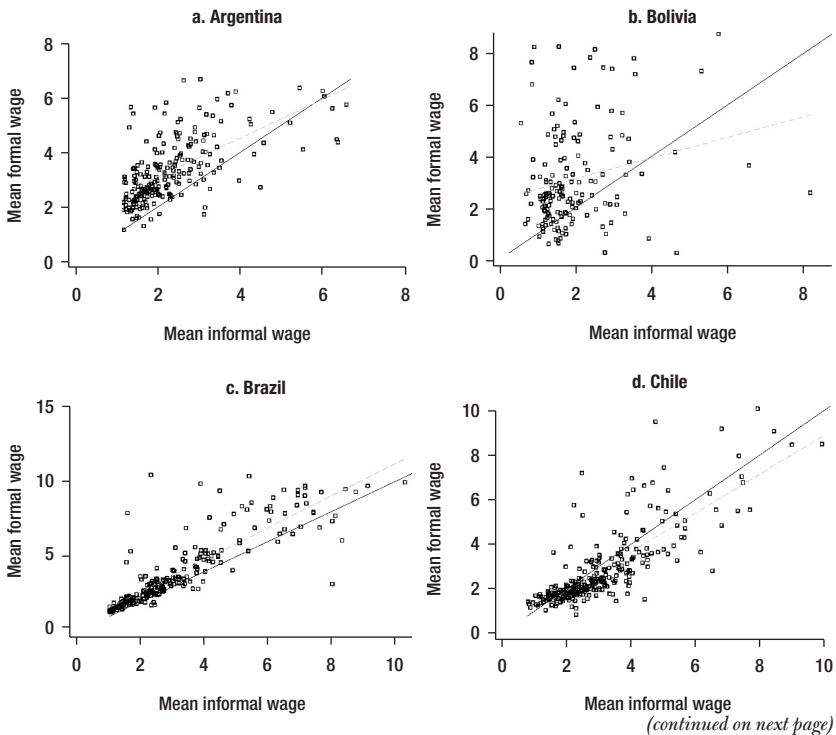 a. Argentina
8
6
4
2
0
Mean formal wage
0 2 4 6 8
Mean informal wage
b. Bolivia
8
6
4
2
0
Mean formal wage
0 2 4 6 8
Mean informal wage
c. Brazil
15
10
5
0
Mean formal wage
0 2 4 6 8 10
Mean informal wage
d. Chile
10
8
6
4
2
0
Mean formal wage
0 2 4 6 8 10
Mean informal wage
(continued on next page)